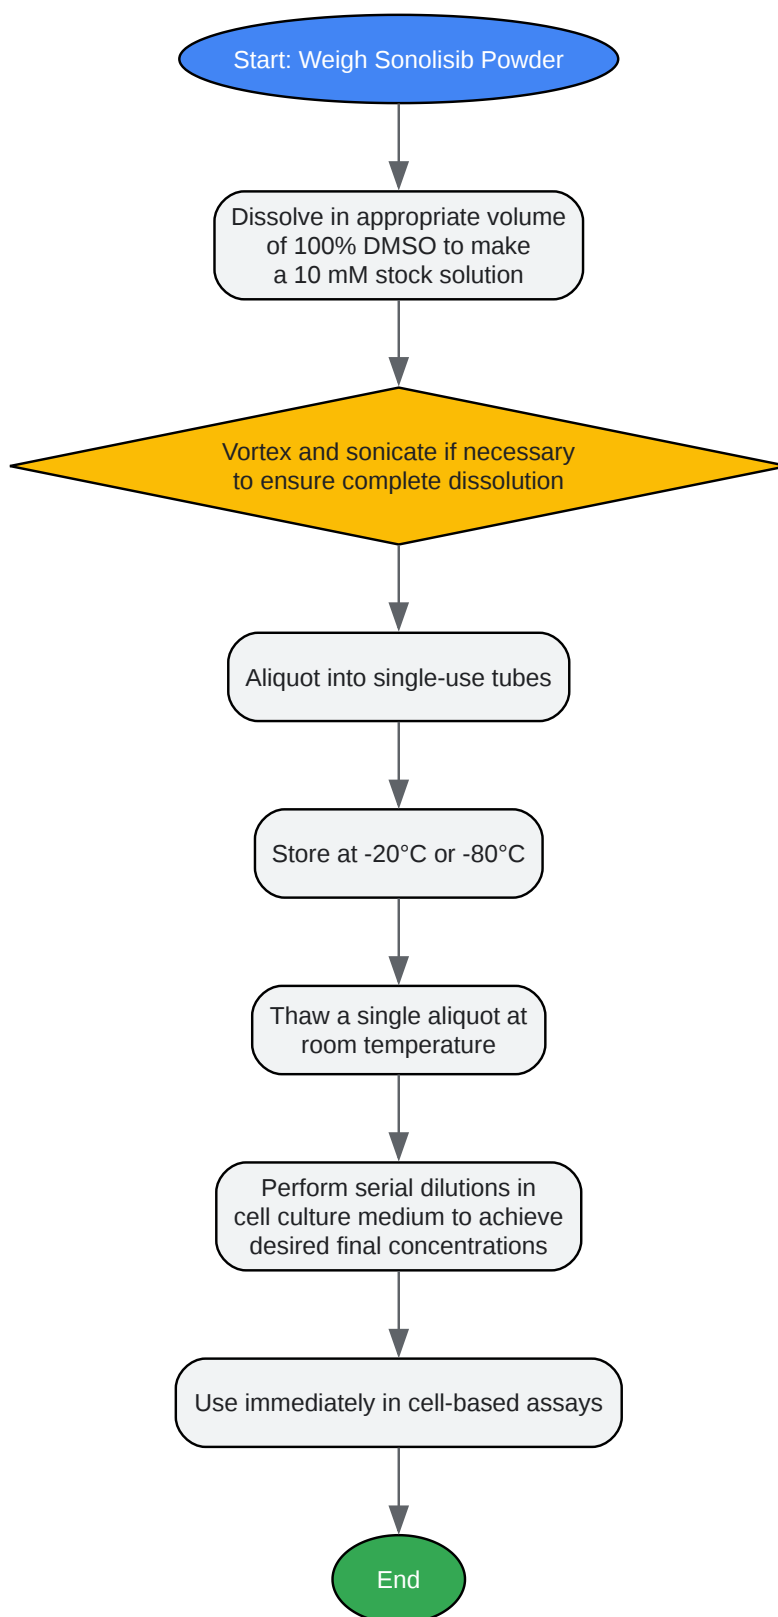 Start: Weigh Sonolisib Powder
Dissolve in appropriate volume
of 100% DMSO to make
a 10 mM stock solution
Vortex and sonicate if necessary
to ensure complete dissolution
Aliquot into single-use tubes
Store at -20°C or -80°C
Thaw a single aliquot at
room temperature
Perform serial dilutions in
cell culture medium to achieve
desired final concentrations
Use immediately in cell-based assays
End